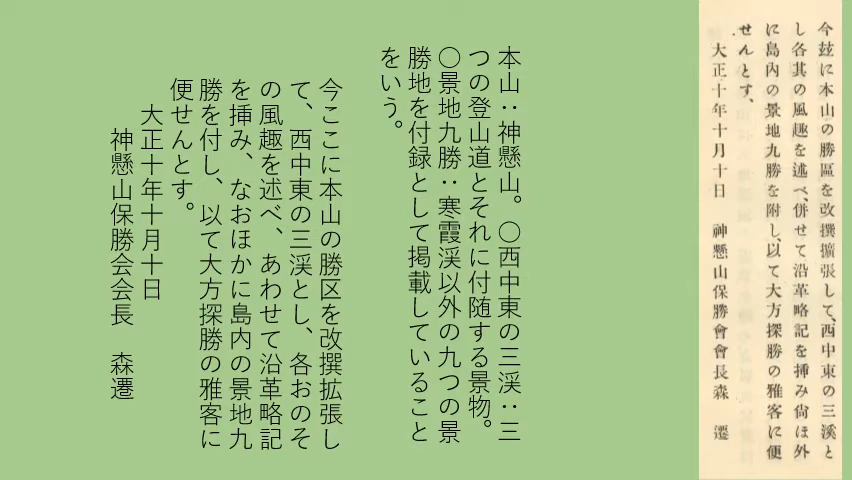 今玆に本山の勝區を改撰擴張して、西中東の三溪と
し各其の風趣を述べ、併せて沿革略記を挿み尙ほ外
に島內の景地九勝を附し、以て大方探勝の雅客に便
せんとす、
大正十年十月十日　神懸山保勝會會長森　遷
本山：神懸山。〇西中東の三渓：三
つの登山道とそれに付随する景物。
〇景地九勝：寒霞渓以外の九つの景
勝地を付録として掲載していること
をいう。
今ここに本山の勝区を改撰拡張し
て、西中東の三渓とし、各おのそ
の風趣を述べ、あわせて沿革略記
を挿み、なおほかに島内の景地九
勝を付し、以て大方探勝の雅客に
便せんとす。
大正十年十月十日
神懸山保勝会会長　森遷